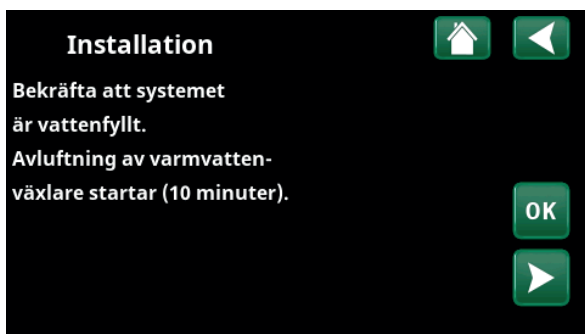 Installation
Bekräfta att systemet
är vattenfyllt.
Avluftning av varmvatten-
växlare startar (10 minuter).
OK